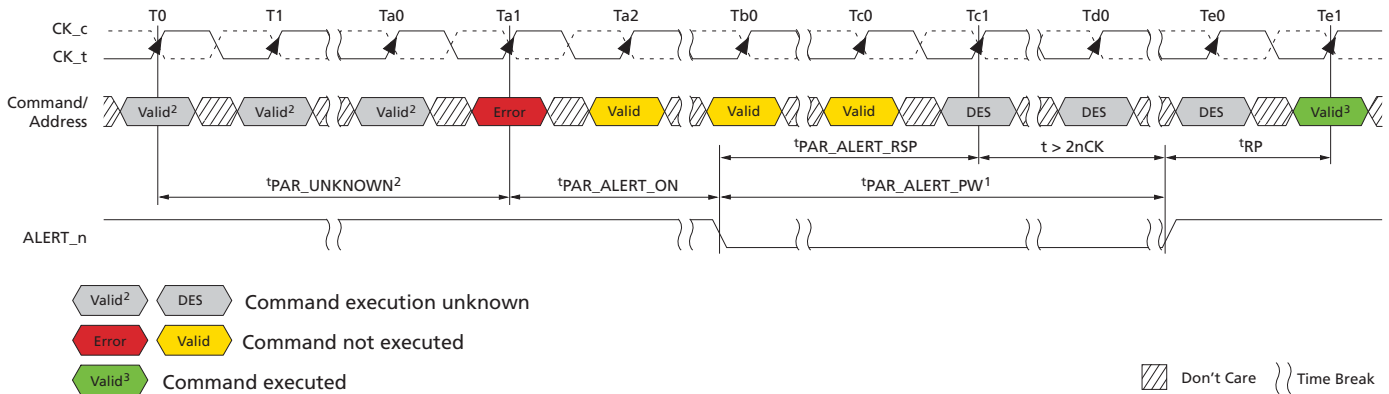 T0 T1 Ta0 Ta1 Ta2 Tb0 Tc0 Tc1 Td0 Te0 Te1
CK_c
CK_t
Command/
Address
Valid² Valid² Valid² Error Valid Valid Valid DES DES DES Valid³
tPAR_ALERT_RSP t > 2nCK tRP
tPAR_UNKNOWN² tPAR_ALERT_ON tPAR_ALERT_PW¹
ALERT_n
Valid² DES Command execution unknown
Error Valid Command not executed
Valid³ Command executed
Don't Care Time Break